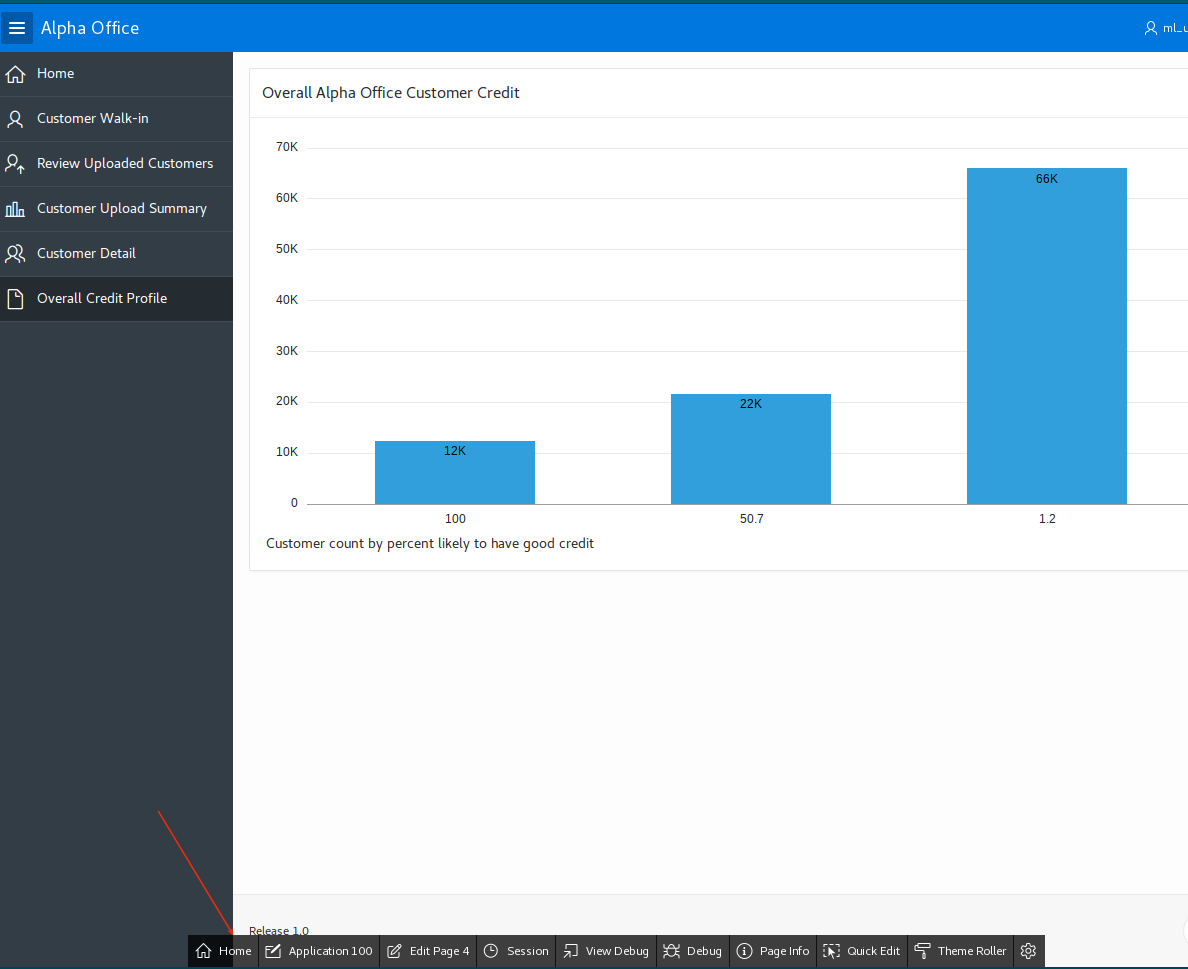 Alpha Office
ml_u
Home
Customer Walk-in
Review Uploaded Customers
Customer Upload Summary
Customer Detail
Overall Credit Profile
Overall Alpha Office Customer Credit
70K
60K
50K
40K
30K
20K
10K
0
12K
22K
66K
100 50.7 1.2
Customer count by percent likely to have good credit
Release 1.0
Home Application 100 Edit Page 4 Session View Debug Debug Page Info Quick Edit Theme Roller